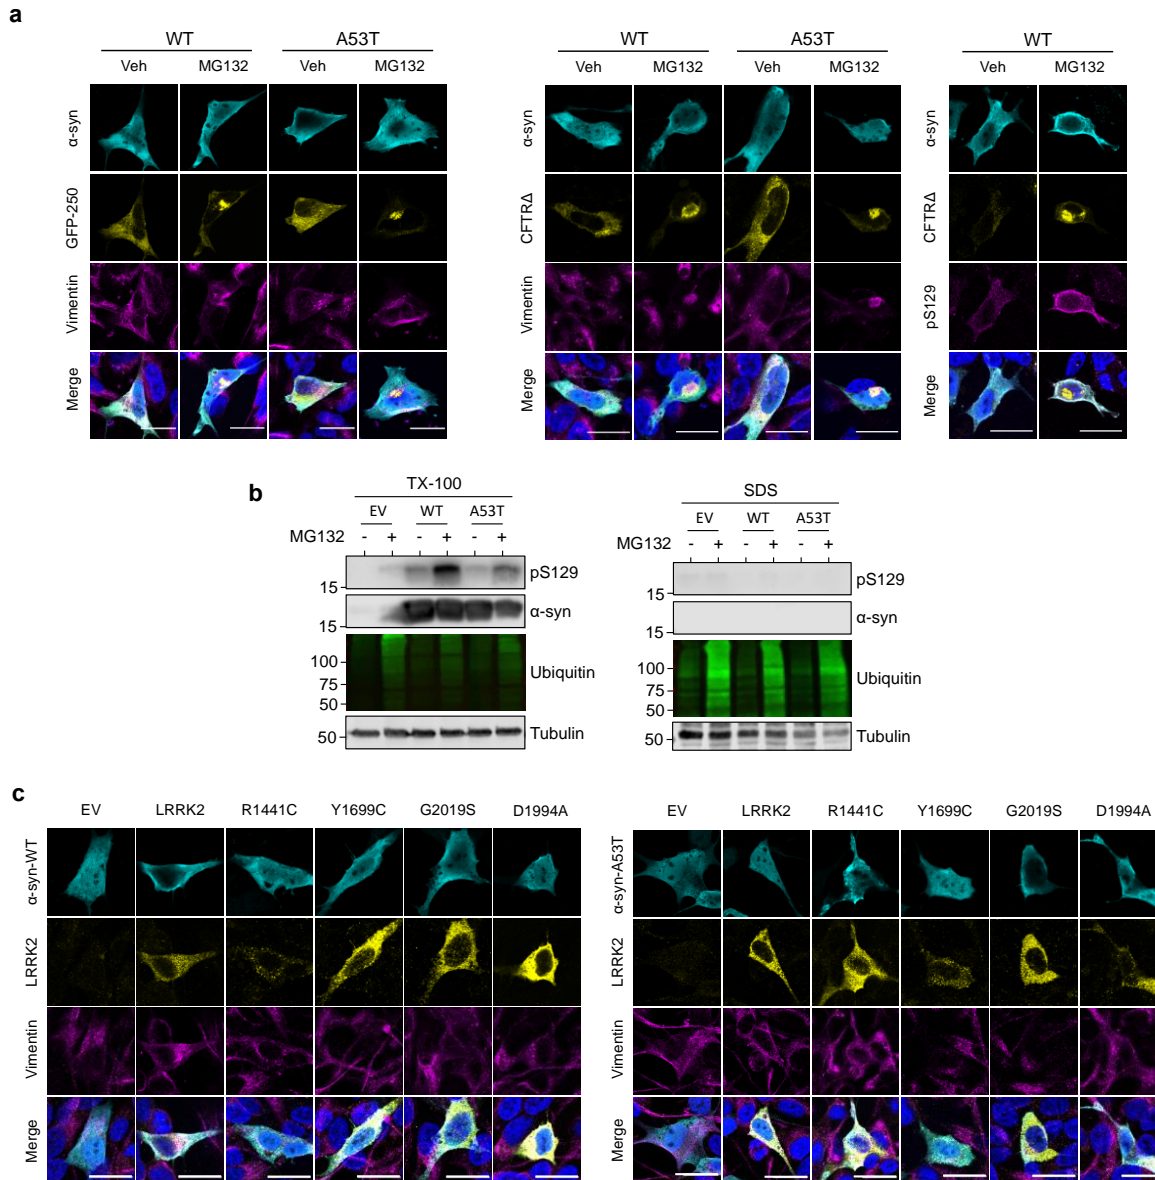 a
WT A53T
Veh MG132 Veh MG132
α-syn
GFP-250
Vimentin
Merge
WT A53T
Veh MG132 Veh MG132
α-syn
CFTRΔ
Vimentin
Merge
WT
Veh MG132
α-syn
CFTRΔ
pS129
Merge
b
TX-100
EV WT A53T
MG132 - + - + - +
15 pS129
15 α-syn
100
75
50
Ubiquitin
50 Tubulin
SDS
EV WT A53T
MG132 - + - + - +
15 pS129
15 α-syn
100
75
50
Ubiquitin
50 Tubulin
c
EV LRRK2 R1441C Y1699C G2019S D1994A
α-syn-WT
LRRK2
Vimentin
Merge
EV LRRK2 R1441C Y1699C G2019S D1994A
α-syn-A53T
LRRK2
Vimentin
Merge